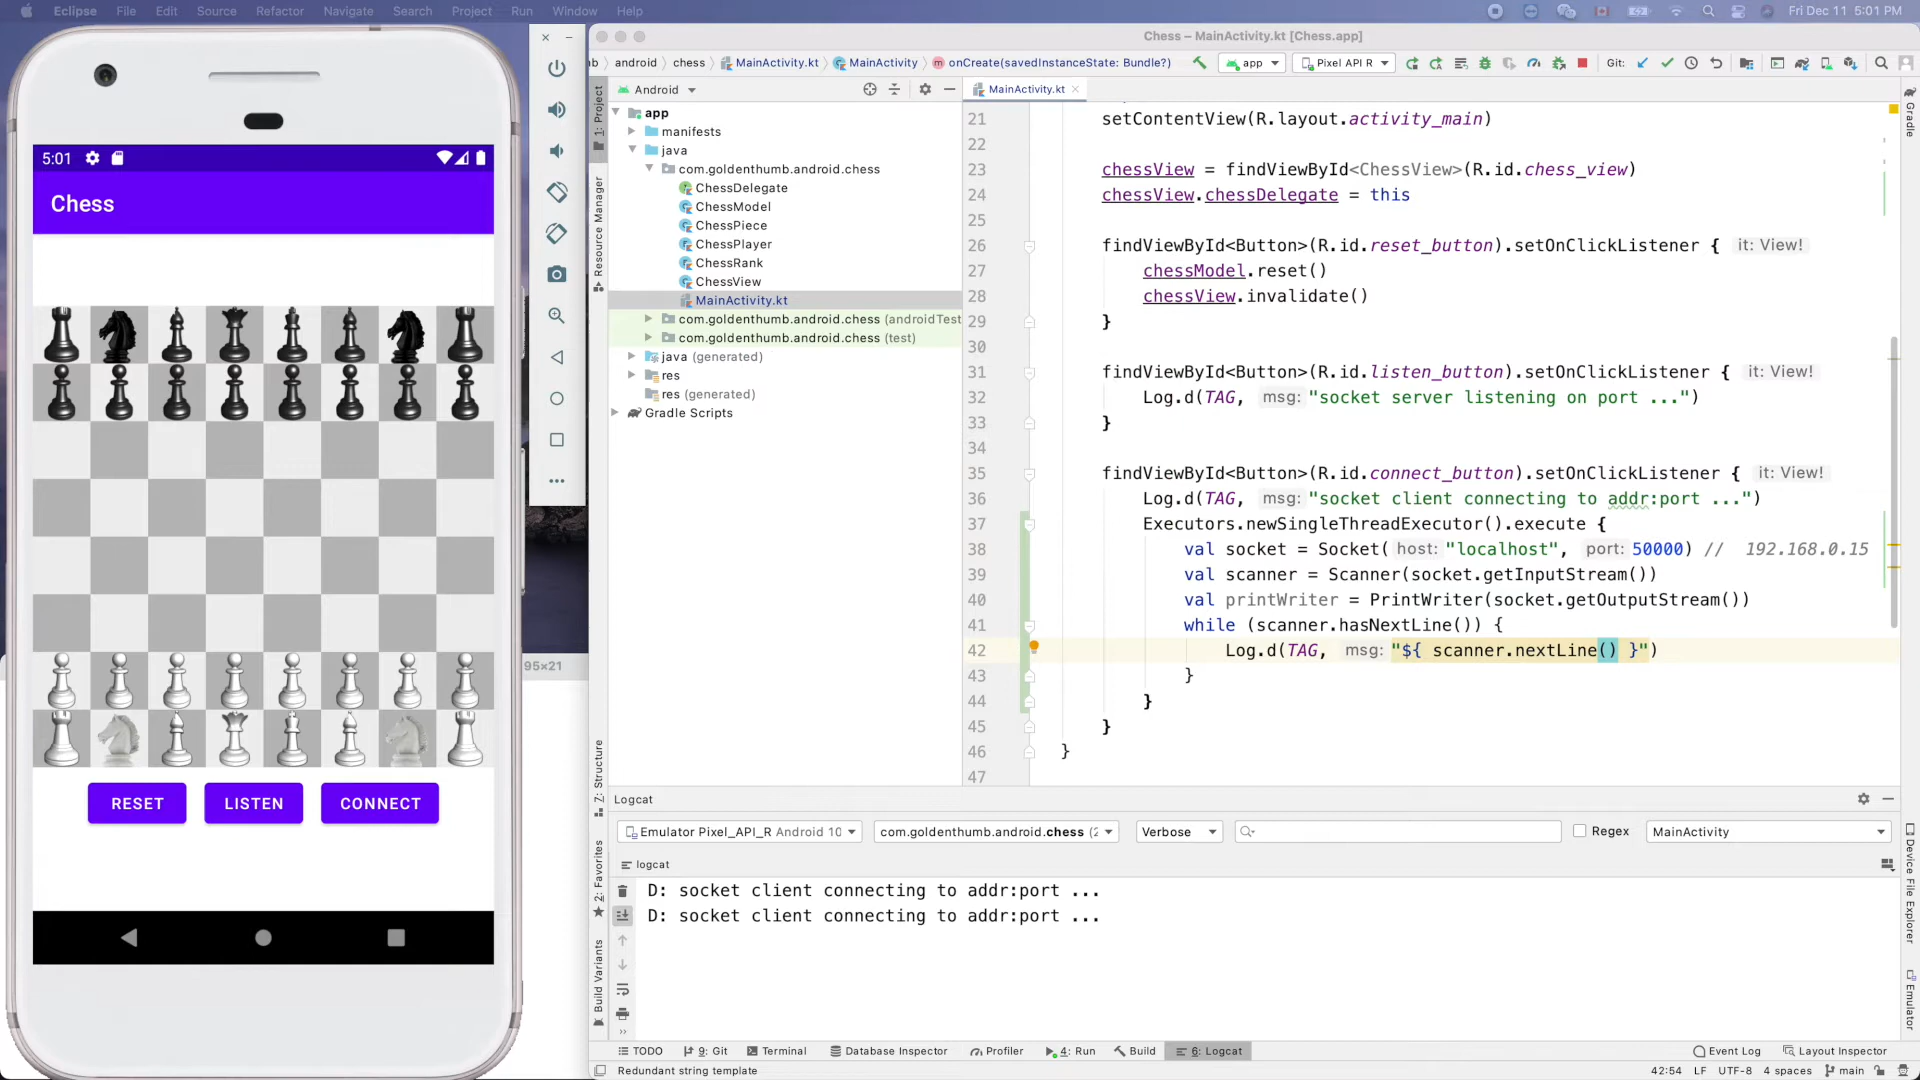 Eclipse File Edit Source Refactor Navigate Search Project Run Window Help
Fri Dec 11 5:01 PM
Chess – MainActivity.kt [Chess.app]
android chess MainActivity.kt MainActivity onCreate(savedInstanceState: Bundle?) app Pixel API R Git:
1: Project
Resource Manager
Z: Structure
2: Favorites
Build Variants
Gradle
Device File Explorer
Emulator
5:01
Chess
RESET LISTEN CONNECT
95×21
Android
app
manifests
java
com.goldenthumb.android.chess
ChessDelegate
ChessModel
ChessPiece
ChessPlayer
ChessRank
ChessView
MainActivity.kt
com.goldenthumb.android.chess (androidTest
com.goldenthumb.android.chess (test)
java (generated)
res
res (generated)
Gradle Scripts
MainActivity.kt
21 setContentView(R.layout.activity_main)
22
23 chessView = findViewById<ChessView>(R.id.chess_view)
24 chessView.chessDelegate = this
25
26 findViewById<Button>(R.id.reset_button).setOnClickListener { it: View!
27 chessModel.reset()
28 chessView.invalidate()
29 }
30
31 findViewById<Button>(R.id.listen_button).setOnClickListener { it: View!
32 Log.d(TAG, msg: "socket server listening on port ...")
33 }
34
35 findViewById<Button>(R.id.connect_button).setOnClickListener { it: View!
36 Log.d(TAG, msg: "socket client connecting to addr:port ...")
37 Executors.newSingleThreadExecutor().execute {
38 val socket = Socket( host: "localhost", port: 50000) // 192.168.0.15
39 val scanner = Scanner(socket.getInputStream())
40 val printWriter = PrintWriter(socket.getOutputStream())
41 while (scanner.hasNextLine()) {
42 Log.d(TAG, msg: "${ scanner.nextLine() }")
43 }
44 }
45 }
46 }
47
Logcat
Emulator Pixel_API_R Android 10 com.goldenthumb.android.chess (2 Verbose Regex MainActivity
logcat
D: socket client connecting to addr:port ...
D: socket client connecting to addr:port ...
TODO 9: Git Terminal Database Inspector Profiler 4: Run Build 6: Logcat Event Log Layout Inspector
Redundant string template 42:54 LF UTF-8 4 spaces main